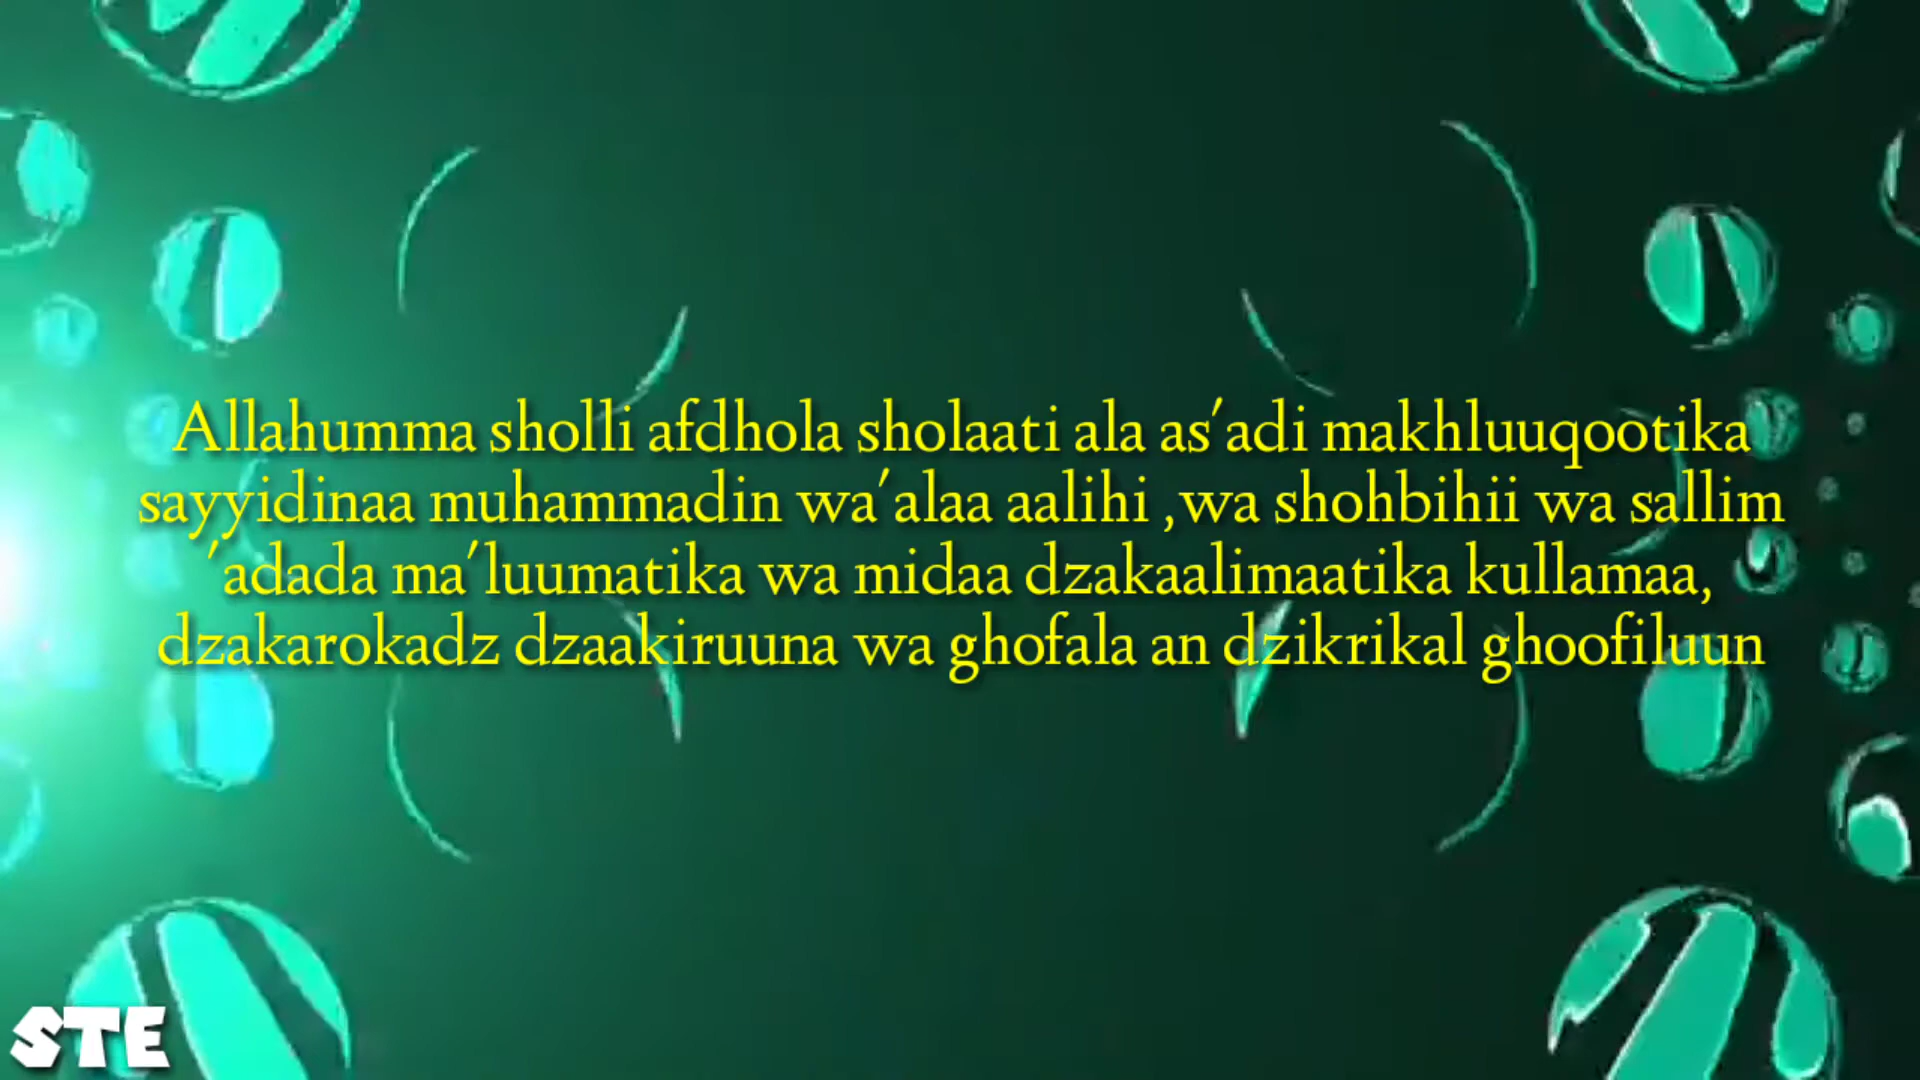 Allahumma sholli afdhola sholaati ala as'adi makhluuqootika
sayyidinaa muhammadin wa'alaa aalihi ,wa shohbihii wa sallim
'adada ma'luumatika wa midaa dzakaalimaatika kullamaa,
dzakarokadz dzaakiruuna wa ghofala an dzikrikal ghoofiluun
STE